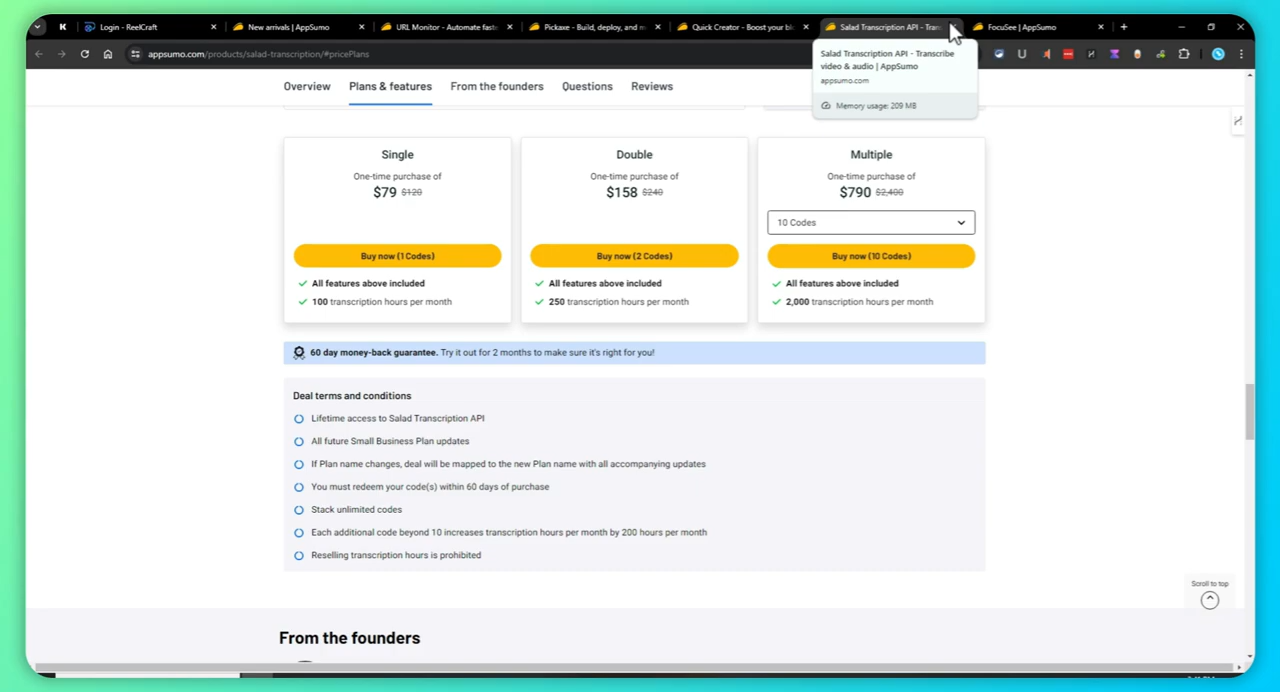 Login - ReelCraft
New arrivals | AppSumo
URL Monitor - Automate faste
Pickaxe - Build, deploy, and m
Quick Creator - Boost your blo
Salad Transcription API - Tran
FocuSee | AppSumo
appsumo.com/products/salad-transcription/#pricePlans
Salad Transcription API - Transcribe
video & audio | AppSumo
appsumo.com
Memory usage: 209 MB
Overview
Plans & features
From the founders
Questions
Reviews
Single
One-time purchase of
$79 $120
Buy now (1 Codes)
All features above included
100 transcription hours per month
Double
One-time purchase of
$158 $240
Buy now (2 Codes)
All features above included
250 transcription hours per month
Multiple
One-time purchase of
$790 $2,400
10 Codes
Buy now (10 Codes)
All features above included
2,000 transcription hours per month
60 day money-back guarantee. Try it out for 2 months to make sure it's right for you!
Deal terms and conditions
Lifetime access to Salad Transcription API
All future Small Business Plan updates
If Plan name changes, deal will be mapped to the new Plan name with all accompanying updates
You must redeem your code(s) within 60 days of purchase
Stack unlimited codes
Each additional code beyond 10 increases transcription hours per month by 200 hours per month
Reselling transcription hours is prohibited
Scroll to top
From the founders